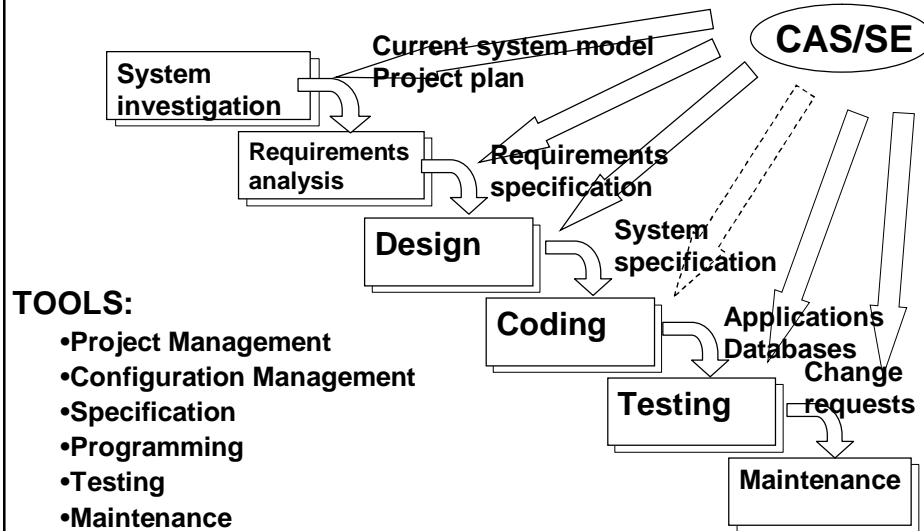 CAS/SE
Current system model
Project plan
System
investigation
Requirements
analysis
Requirements
specification
Design
System
specification
TOOLS:
•Project Management
•Configuration Management
•Specification
•Programming
•Testing
•Maintenance
Coding
Applications
Databases
Testing
Change
requests
Maintenance